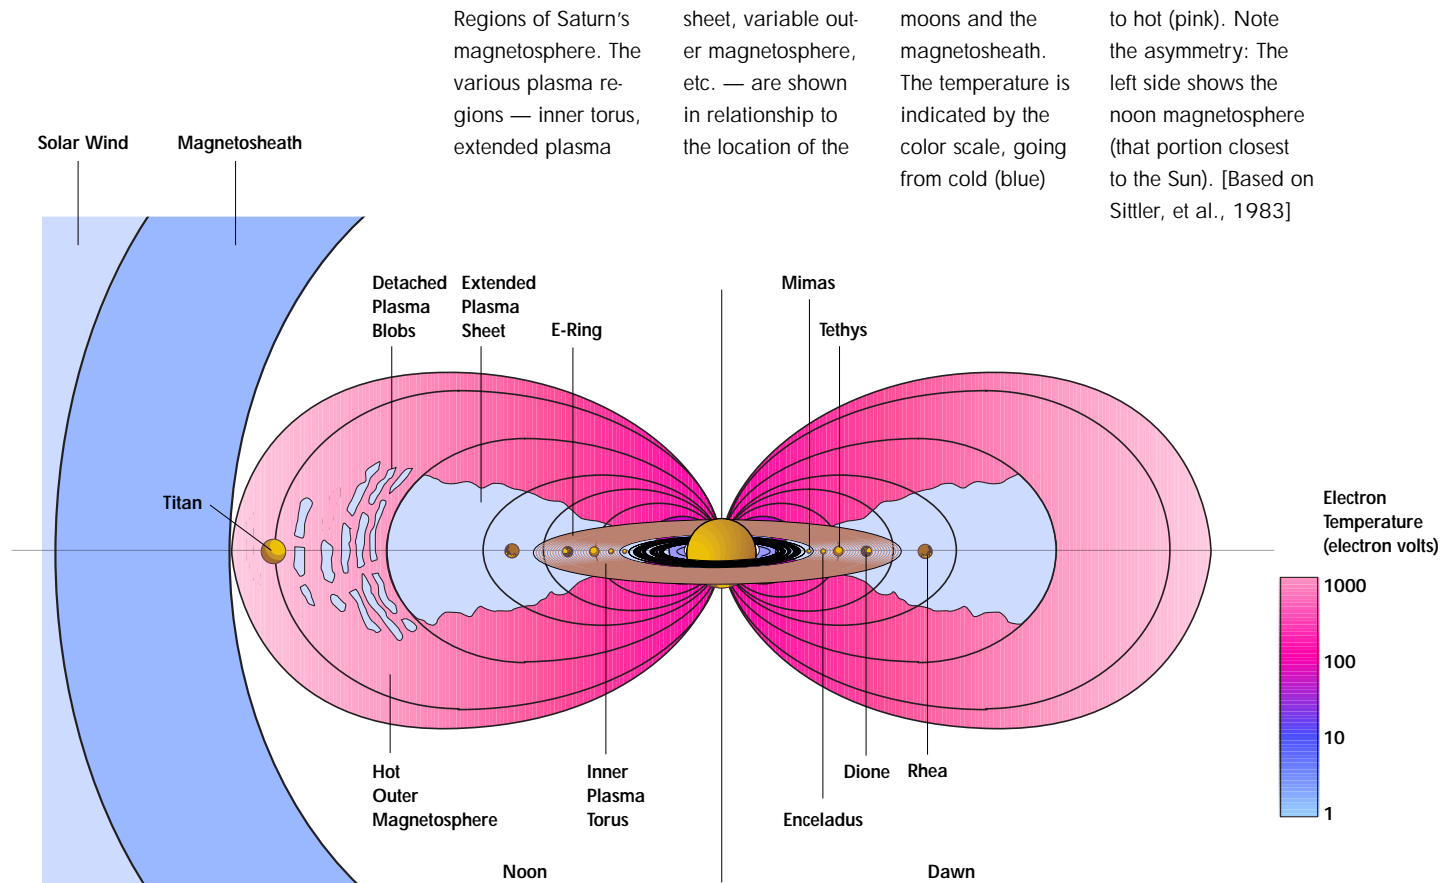 Regions of Saturn's
magnetosphere. The
various plasma re-
gions — inner torus,
extended plasma
sheet, variable out-
er magnetosphere,
etc. — are shown
in relationship to
the location of the
moons and the
magnetosheath.
The temperature is
indicated by the
color scale, going
from cold (blue)
to hot (pink). Note
the asymmetry: The
left side shows the
noon magnetosphere
(that portion closest
to the Sun). [Based on
Sittler, et al., 1983]
Solar Wind
Magnetosheath
Detached
Plasma
Blobs
Extended
Plasma
Sheet
E-Ring
Mimas
Tethys
Titan
Electron
Temperature
(electron volts)
1000
100
10
1
Hot
Outer
Magnetosphere
Inner
Plasma
Torus
Enceladus
Dione
Rhea
Noon
Dawn